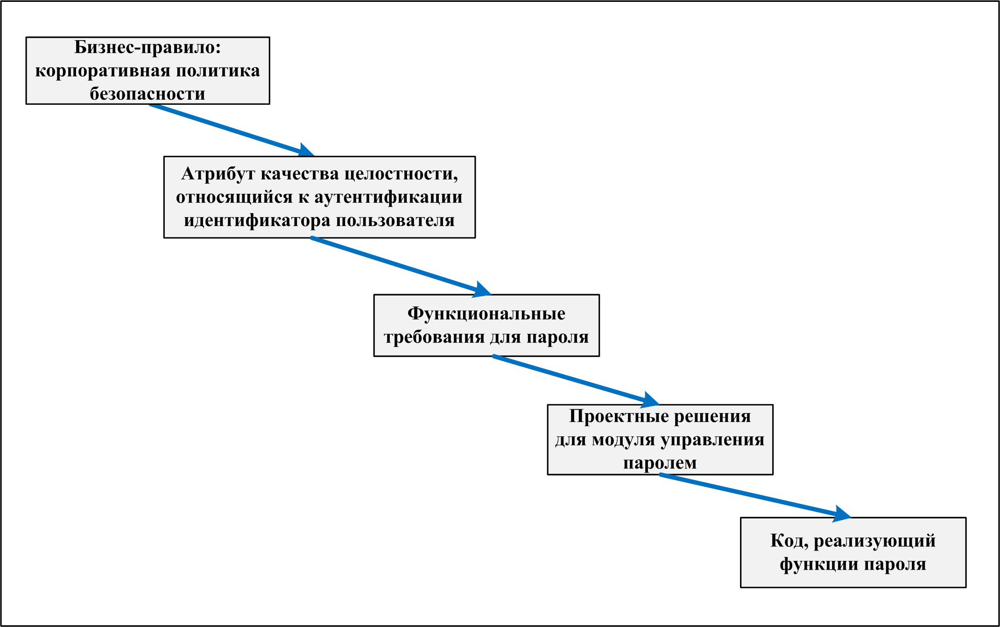 Бизнес-правило:
корпоративная политика
безопасности
Атрибут качества целостности,
относящийся к аутентификации
идентификатора пользователя
Функциональные
требования для пароля
Проектные решения
для модуля управления
паролем
Код, реализующий
функции пароля